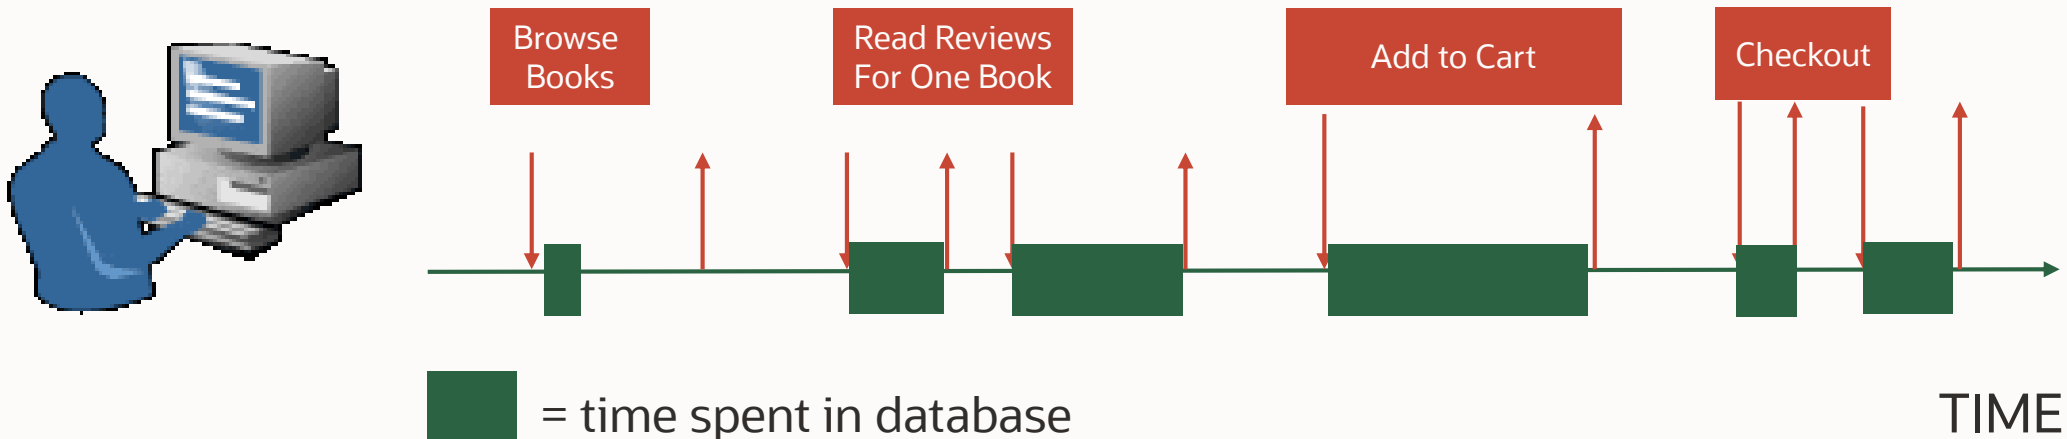 Browse
Books
Read Reviews
For One Book
Add to Cart
Checkout
= time spent in database
TIME